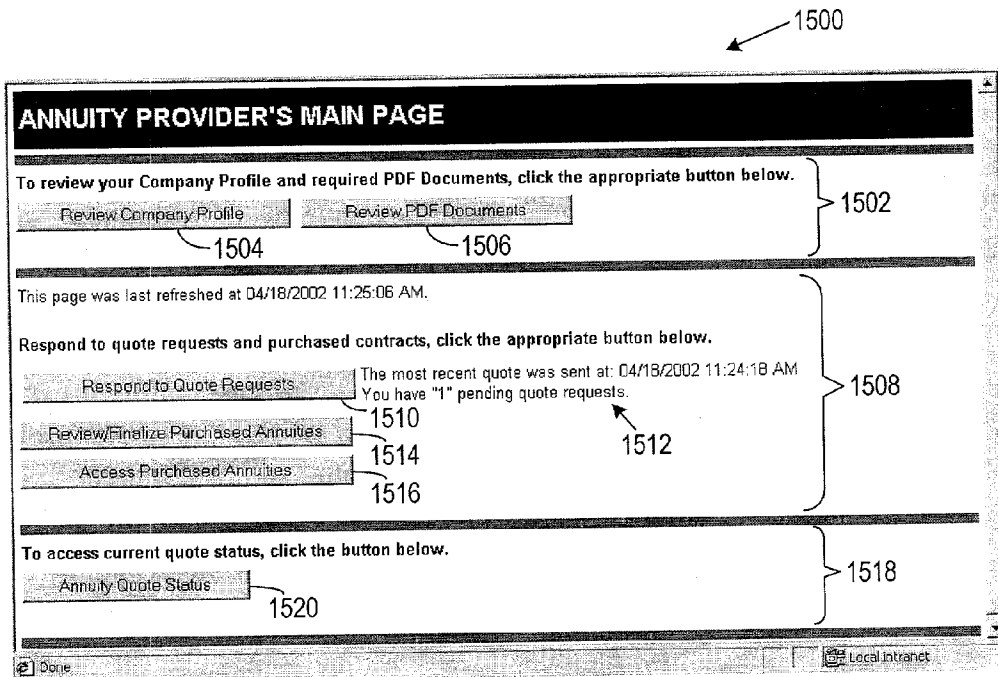 1500
ANNUITY PROVIDER'S MAIN PAGE
To review your Company Profile and required PDF Documents, click the appropriate button below.
1502
Review Company Profile
Review PDF Documents
1504
1506
This page was last refreshed at 04/18/2002 11:25:06 AM.
Respond to quote requests and purchased contracts, click the appropriate button below.
Respond to Quote Requests
The most recent quote was sent at: 04/18/2002 11:24:18 AM
You have "1" pending quote requests.
1508
1510
1512
Review/Finalize Purchased Annuities
1514
Access Purchased Annuities
1516
To access current quote status, click the button below.
1518
Annuity Quote Status
1520
Done
Local intranet